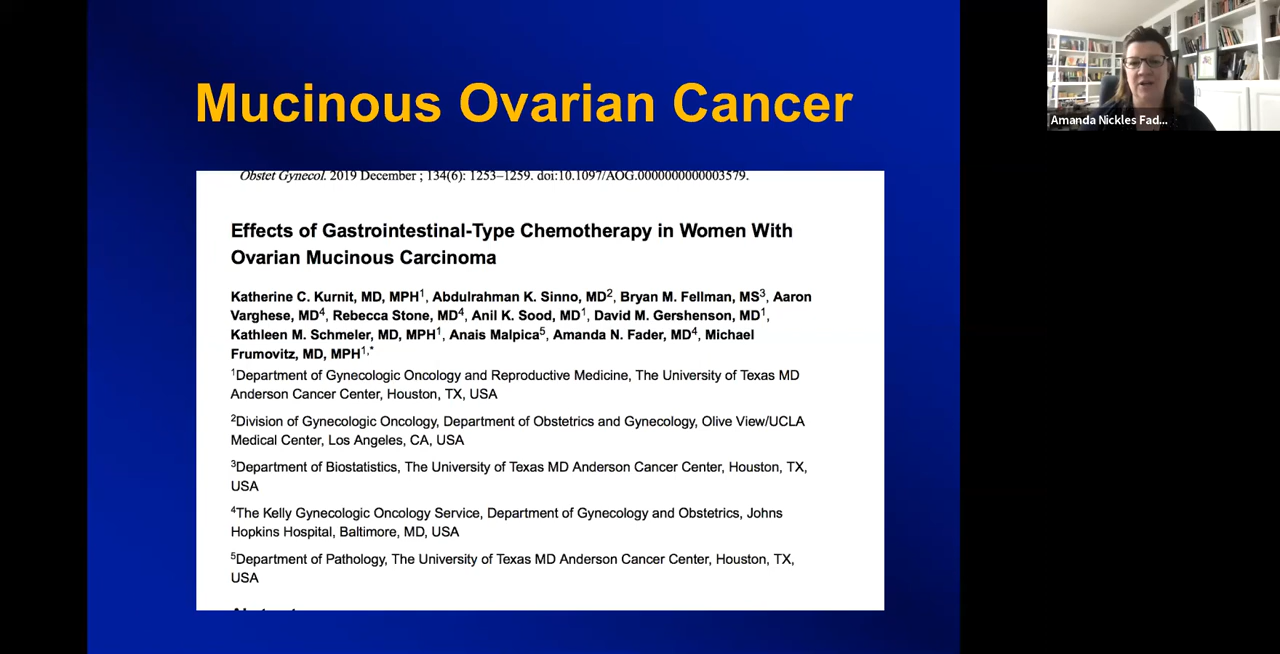 Mucinous Ovarian Cancer
Obstet Gynecol. 2019 December ; 134(6): 1253–1259. doi:10.1097/AOG.0000000000003579.
Effects of Gastrointestinal-Type Chemotherapy in Women With
Ovarian Mucinous Carcinoma
Katherine C. Kurnit, MD, MPH1, Abdulrahman K. Sinno, MD2, Bryan M. Fellman, MS3, Aaron
Varghese, MD4, Rebecca Stone, MD4, Anil K. Sood, MD1, David M. Gershenson, MD1,
Kathleen M. Schmeler, MD, MPH1, Anais Malpica5, Amanda N. Fader, MD4, Michael
Frumovitz, MD, MPH1,*
1Department of Gynecologic Oncology and Reproductive Medicine, The University of Texas MD
Anderson Cancer Center, Houston, TX, USA
2Division of Gynecologic Oncology, Department of Obstetrics and Gynecology, Olive View/UCLA
Medical Center, Los Angeles, CA, USA
3Department of Biostatistics, The University of Texas MD Anderson Cancer Center, Houston, TX,
USA
4The Kelly Gynecologic Oncology Service, Department of Gynecology and Obstetrics, Johns
Hopkins Hospital, Baltimore, MD, USA
5Department of Pathology, The University of Texas MD Anderson Cancer Center, Houston, TX,
USA
Amanda Nickles Fad...